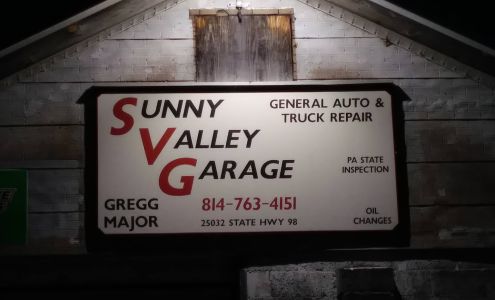 SUNNY
VALLEY
GARAGE
GENERAL AUTO &
TRUCK REPAIR
PA STATE
INSPECTION
OIL
CHANGES
GREGG
MAJOR
814-763-4151
25032 STATE HWY 98